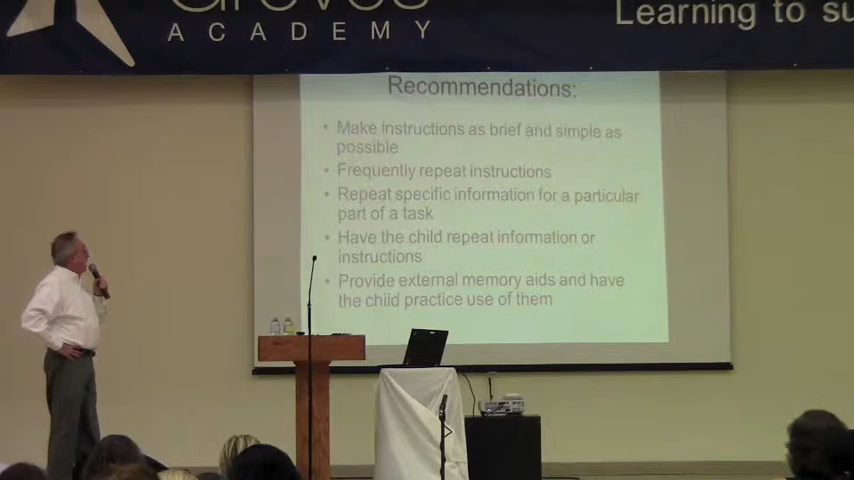 ACADEMY
Learning to
Recommendations:
• Make instructions as brief and simple as
possible
• Frequently repeat instructions
• Repeat specific information for a particular
part of a task
• Have the child repeat information or
instructions
• Provide external memory aids and have
the child practice use of them